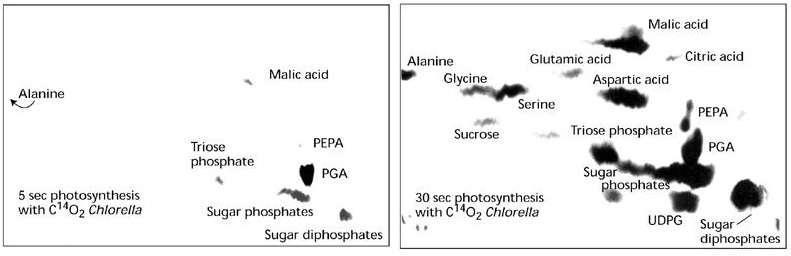 Malic acid
Alanine
PEPA
Triose
phosphate
PGA
5 sec photosynthesis
with C¹⁴O₂ Chlorella
Sugar phosphates
Sugar diphosphates
Malic acid
Glutamic acid
Citric acid
Alanine
Glycine
Aspartic acid
Serine
PEPA
Sucrose
Triose phosphate
PGA
Sugar
phosphates
30 sec photosynthesis
with C¹⁴O₂ Chlorella
UDPG
Sugar
diphosphates